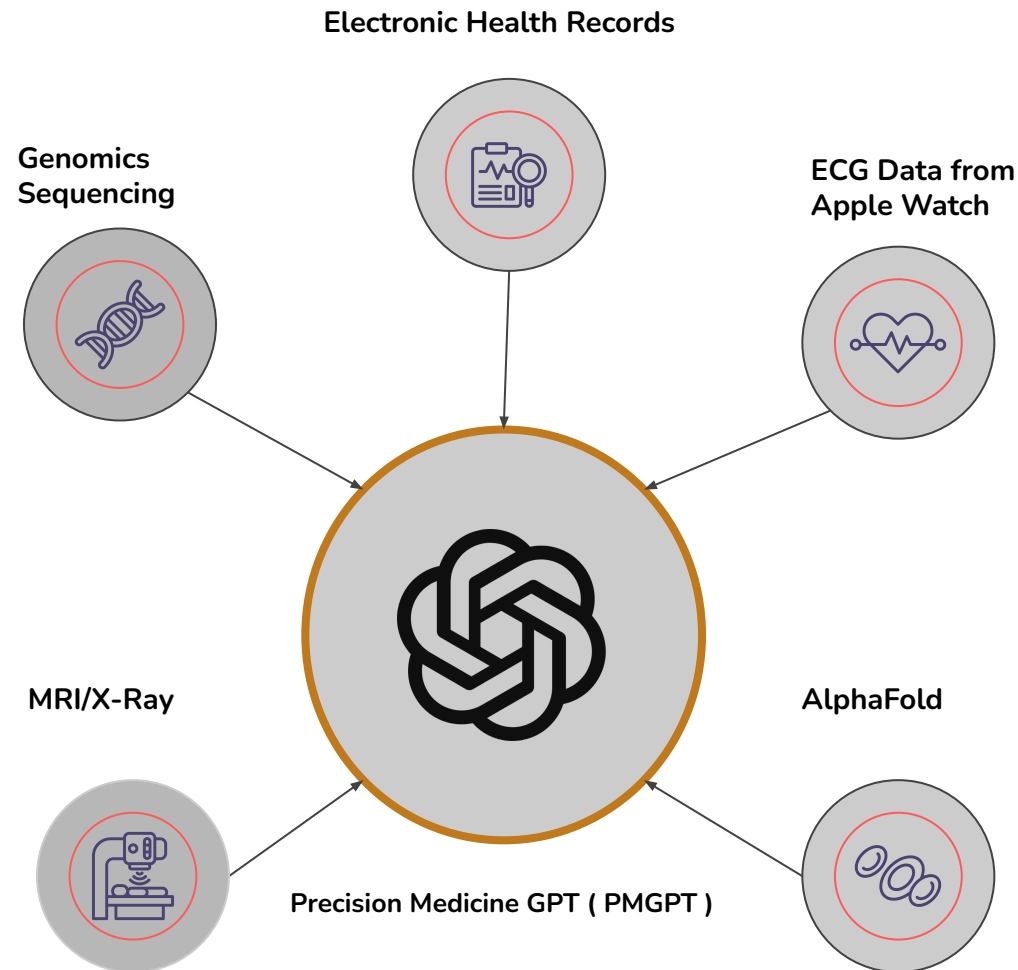 Electronic Health Records
Genomics
Sequencing
ECG Data from
Apple Watch
MRI/X-Ray
AlphaFold
Precision Medicine GPT ( PMGPT )